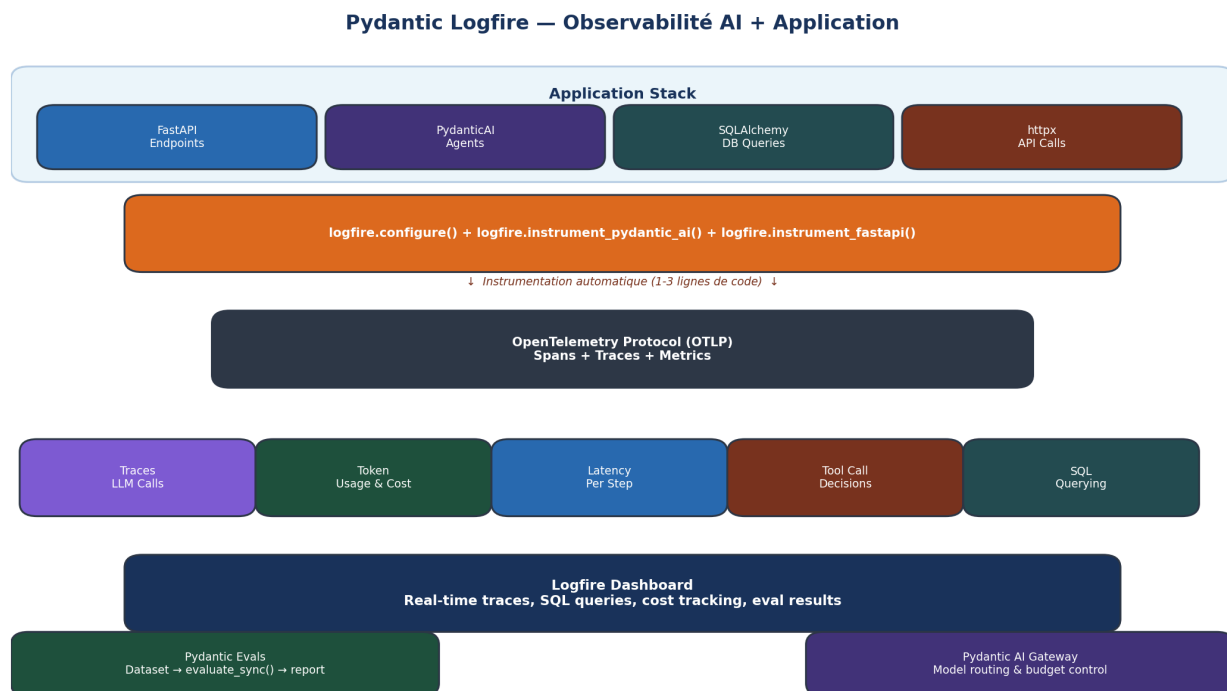 Pydantic Logfire — Observabilité AI + Application
Application Stack
FastAPI
Endpoints
PydanticAI
Agents
SQLAlchemy
DB Queries
httpx
API Calls
logfire.configure() + logfire.instrument_pydantic_ai() + logfire.instrument_fastapi()
↓ Instrumentation automatique (1-3 lignes de code) ↓
OpenTelemetry Protocol (OTLP)
Spans + Traces + Metrics
Traces
LLM Calls
Token
Usage & Cost
Latency
Per Step
Tool Call
Decisions
SQL
Querying
Logfire Dashboard
Real-time traces, SQL queries, cost tracking, eval results
Pydantic Evals
Dataset → evaluate_sync() → report
Pydantic AI Gateway
Model routing & budget control